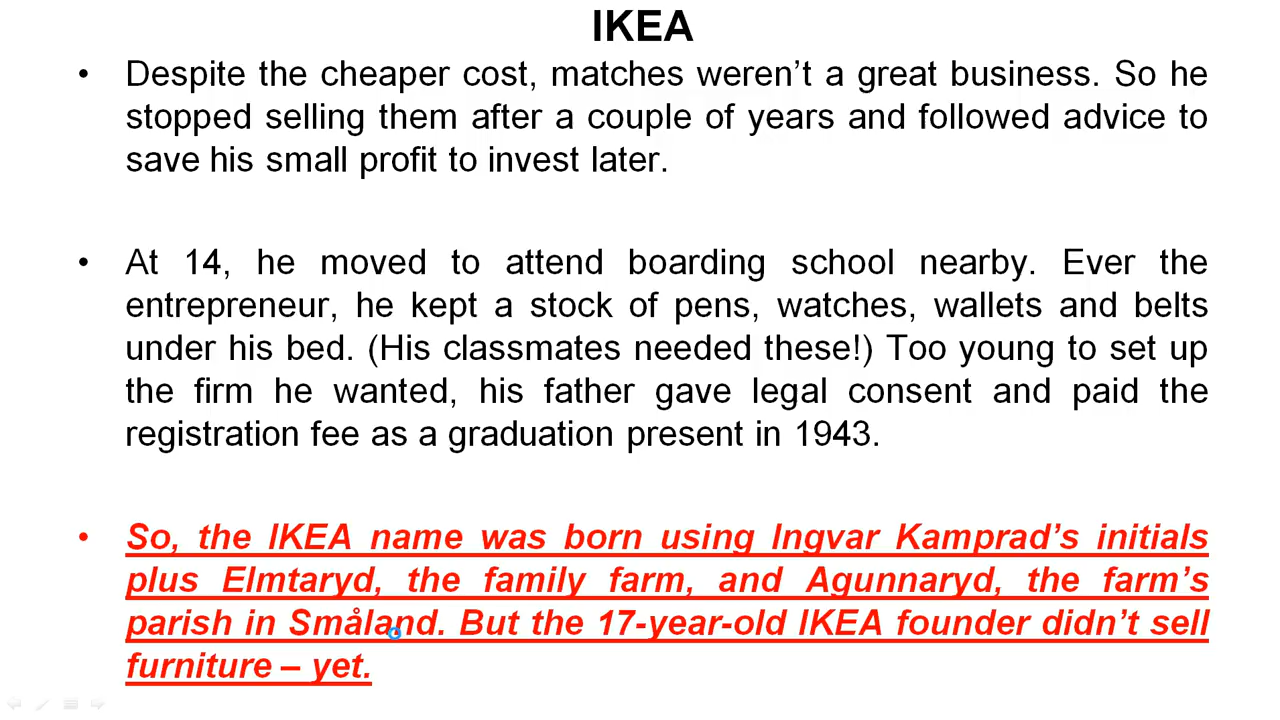 IKEA
• Despite the cheaper cost, matches weren’t a great business. So he
stopped selling them after a couple of years and followed advice to
save his small profit to invest later.
• At 14, he moved to attend boarding school nearby. Ever the
entrepreneur, he kept a stock of pens, watches, wallets and belts
under his bed. (His classmates needed these!) Too young to set up
the firm he wanted, his father gave legal consent and paid the
registration fee as a graduation present in 1943.
• So, the IKEA name was born using Ingvar Kamprad’s initials
plus Elmtaryd, the family farm, and Agunnaryd, the farm’s
parish in Småland. But the 17-year-old IKEA founder didn’t sell
furniture – yet.